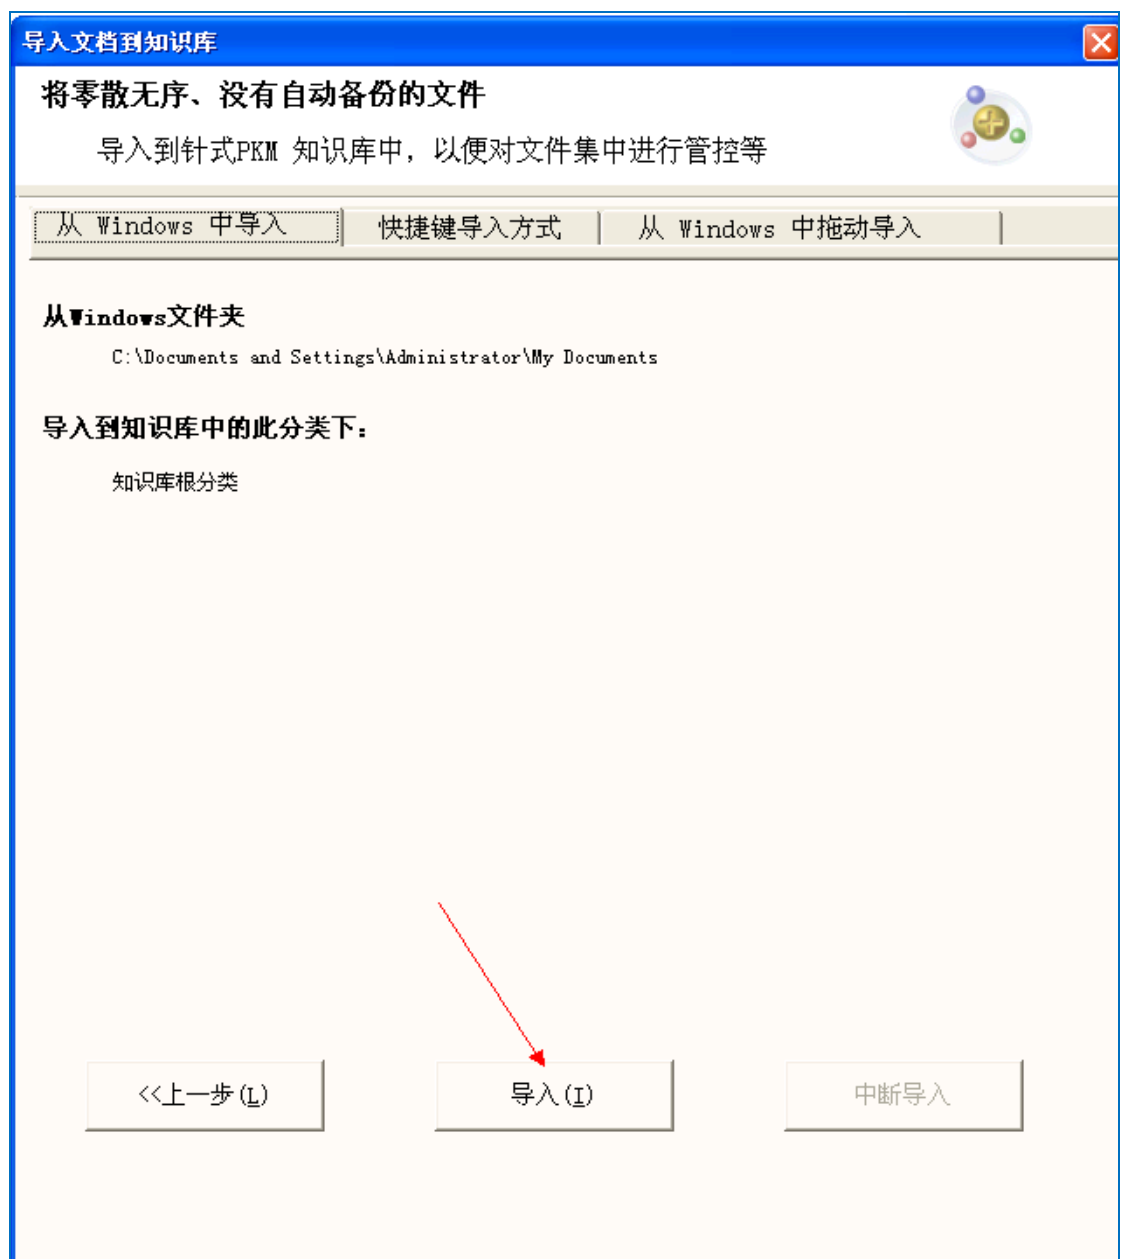 导入文档到知识库
将零散无序、没有自动备份的文件
导入到针式PKM 知识库中，以便对文件集中进行管控等
从 Windows 中导入
快捷键导入方式
从 Windows 中拖动导入
从Windows文件夹
C:\Documents and Settings\Administrator\My Documents
导入到知识库中的此分类下：
知识库根分类
<<上一步(L)
导入(I)
中断导入